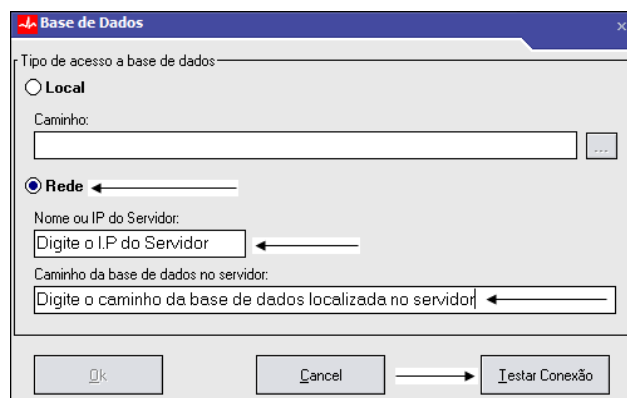 Base de Dados
Tipo de acesso a base de dados
Local
Caminho:
...
Rede
Nome ou IP do Servidor:
Digite o I.P do Servidor
Caminho da base de dados no servidor:
Digite o caminho da base de dados localizada no servidor
Ok
Cancel
Testar Conexão